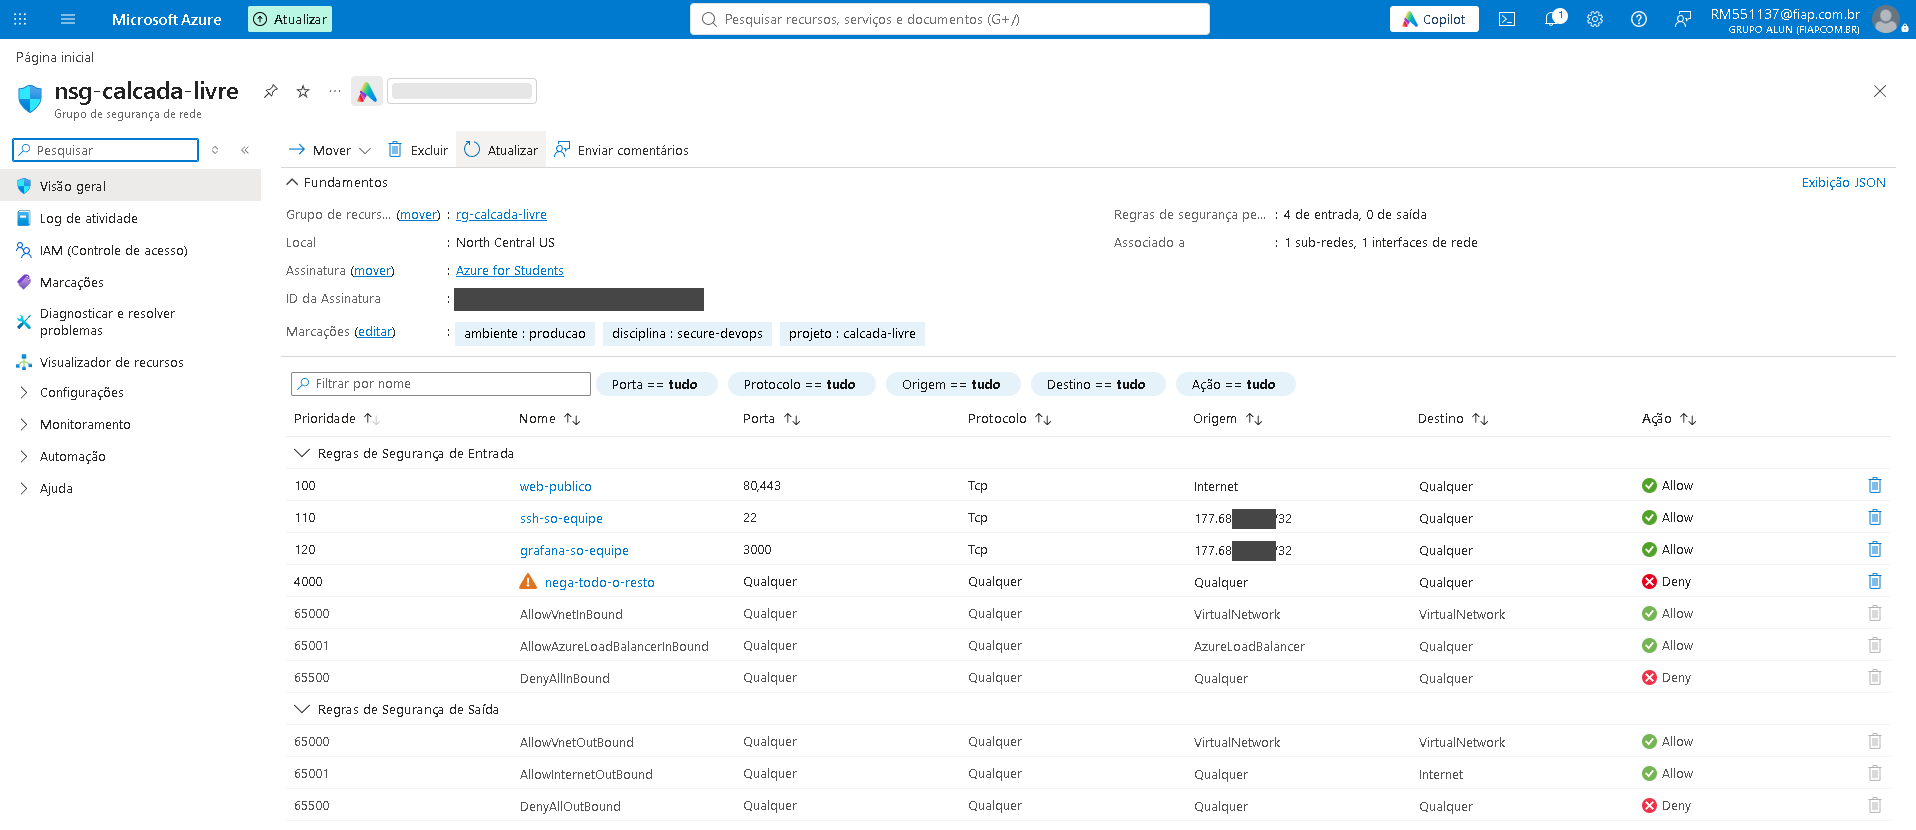 Microsoft Azure
Atualizar
Pesquisar recursos, serviços e documentos (G+/)
Copilot
1
RM551137@fiap.com.br
GRUPO ALUN (FIAPCOM.BR)
Página inicial
nsg-calcada-livre
Grupo de segurança de rede
Pesquisar
Mover
Excluir
Atualizar
Enviar comentários
Visão geral
Log de atividade
IAM (Controle de acesso)
Marcações
Diagnosticar e resolver
problemas
Visualizador de recursos
Configurações
Monitoramento
Automação
Ajuda
Fundamentos
Exibição JSON
Grupo de recurs... (mover) : rg-calcada-livre
Local : North Central US
Assinatura (mover) : Azure for Students
ID da Assinatura :
Marcações (editar) : ambiente : producao disciplina : secure-devops projeto : calcada-livre
Regras de segurança pe... : 4 de entrada, 0 de saída
Associado a : 1 sub-redes, 1 interfaces de rede
Filtrar por nome Porta == tudo Protocolo == tudo Origem == tudo Destino == tudo Ação == tudo
Prioridade Nome Porta Protocolo Origem Destino Ação
Regras de Segurança de Entrada
100 web-publico 80,443 Tcp Internet Qualquer Allow
110 ssh-so-equipe 22 Tcp 177.68 /32 Qualquer Allow
120 grafana-so-equipe 3000 Tcp 177.68 /32 Qualquer Allow
4000 nega-todo-o-resto Qualquer Qualquer Qualquer Qualquer Deny
65000 AllowVnetInBound Qualquer Qualquer VirtualNetwork VirtualNetwork Allow
65001 AllowAzureLoadBalancerInBound Qualquer Qualquer AzureLoadBalancer Qualquer Allow
65500 DenyAllInBound Qualquer Qualquer Qualquer Qualquer Deny
Regras de Segurança de Saída
65000 AllowVnetOutBound Qualquer Qualquer VirtualNetwork VirtualNetwork Allow
65001 AllowInternetOutBound Qualquer Qualquer Qualquer Internet Allow
65500 DenyAllOutBound Qualquer Qualquer Qualquer Qualquer Deny